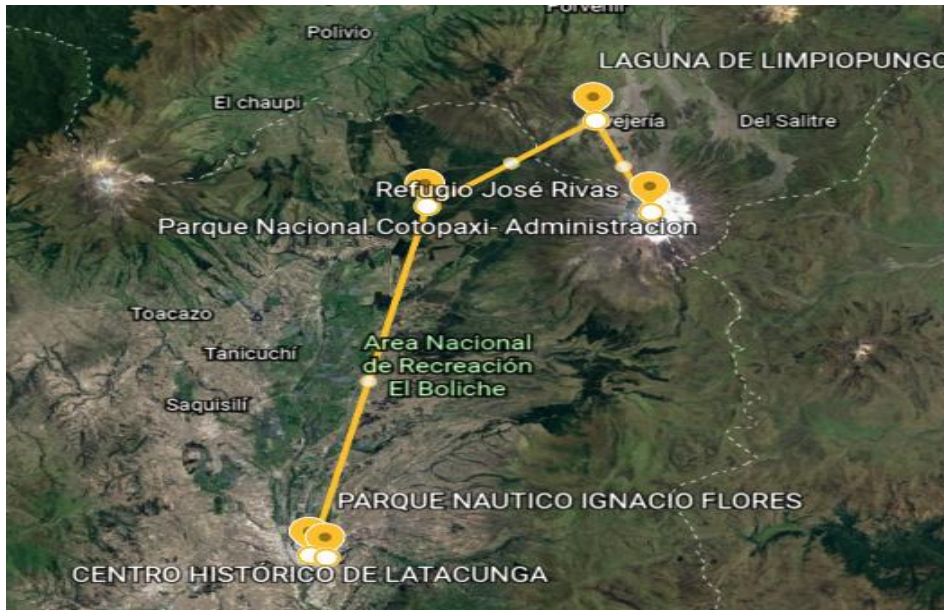 Polivio
LAGUNA DE LIMPIOPUNGO
El chaupi
Del Salitre
Refugio José Rivas
Parque Nacional Cotopaxi- Administracion
Toacazo
Tanicuchí
Area Nacional
de Recreación
El Boliche
Saquisilí
PARQUE NAUTICO IGNACIO FLORES
CENTRO HISTÓRICO DE LATACUNGA